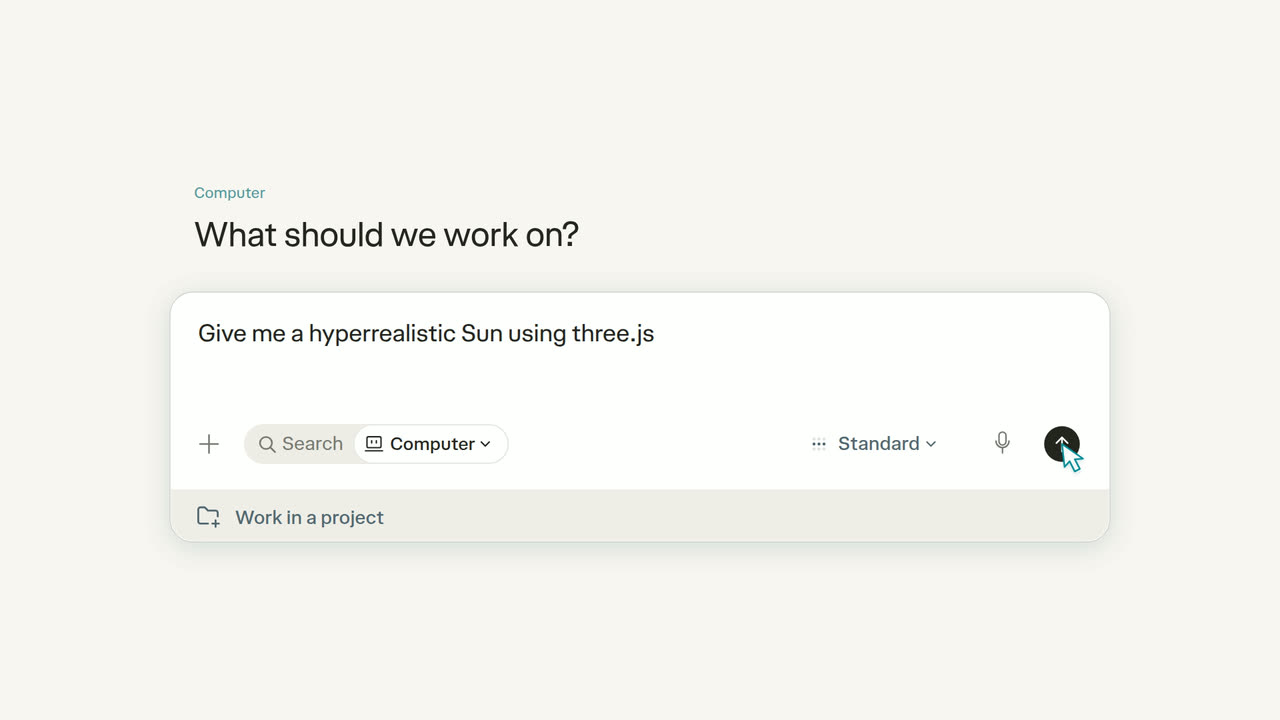 Computer
What should we work on?
Give me a hyperrealistic Sun using three.js
Search Computer Standard
Work in a project